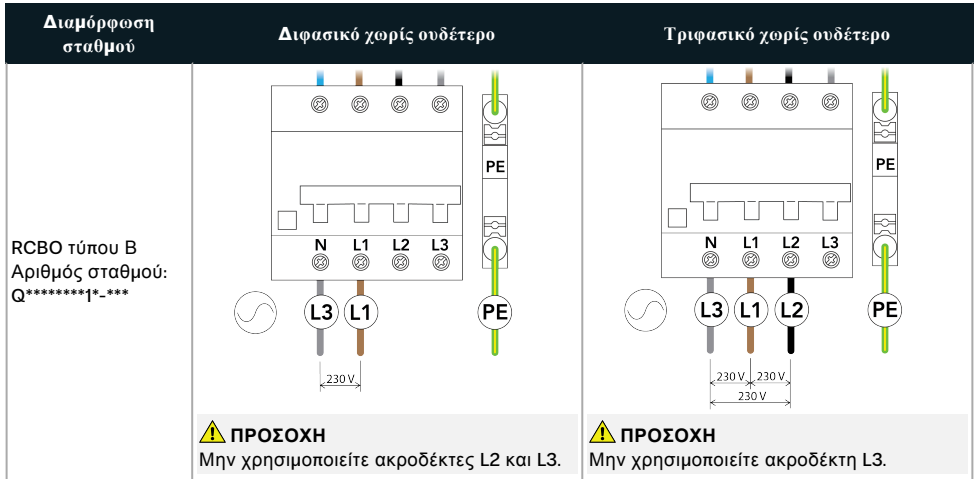 Διαμόρφωση
σταθμού
Διφασικό χωρίς ουδέτερο
Τριφασικό χωρίς ουδέτερο
RCBO τύπου B
Αριθμός σταθμού:
Q********1*-***
PE
N L1 L2 L3
L3 L1 PE
230 V
⚠ ΠΡΟΣΟΧΗ
Μην χρησιμοποιείτε ακροδέκτες L2 και L3.
PE
N L1 L2 L3
L3 L1 L2 PE
230 V 230 V
230 V
⚠ ΠΡΟΣΟΧΗ
Μην χρησιμοποιείτε ακροδέκτη L3.